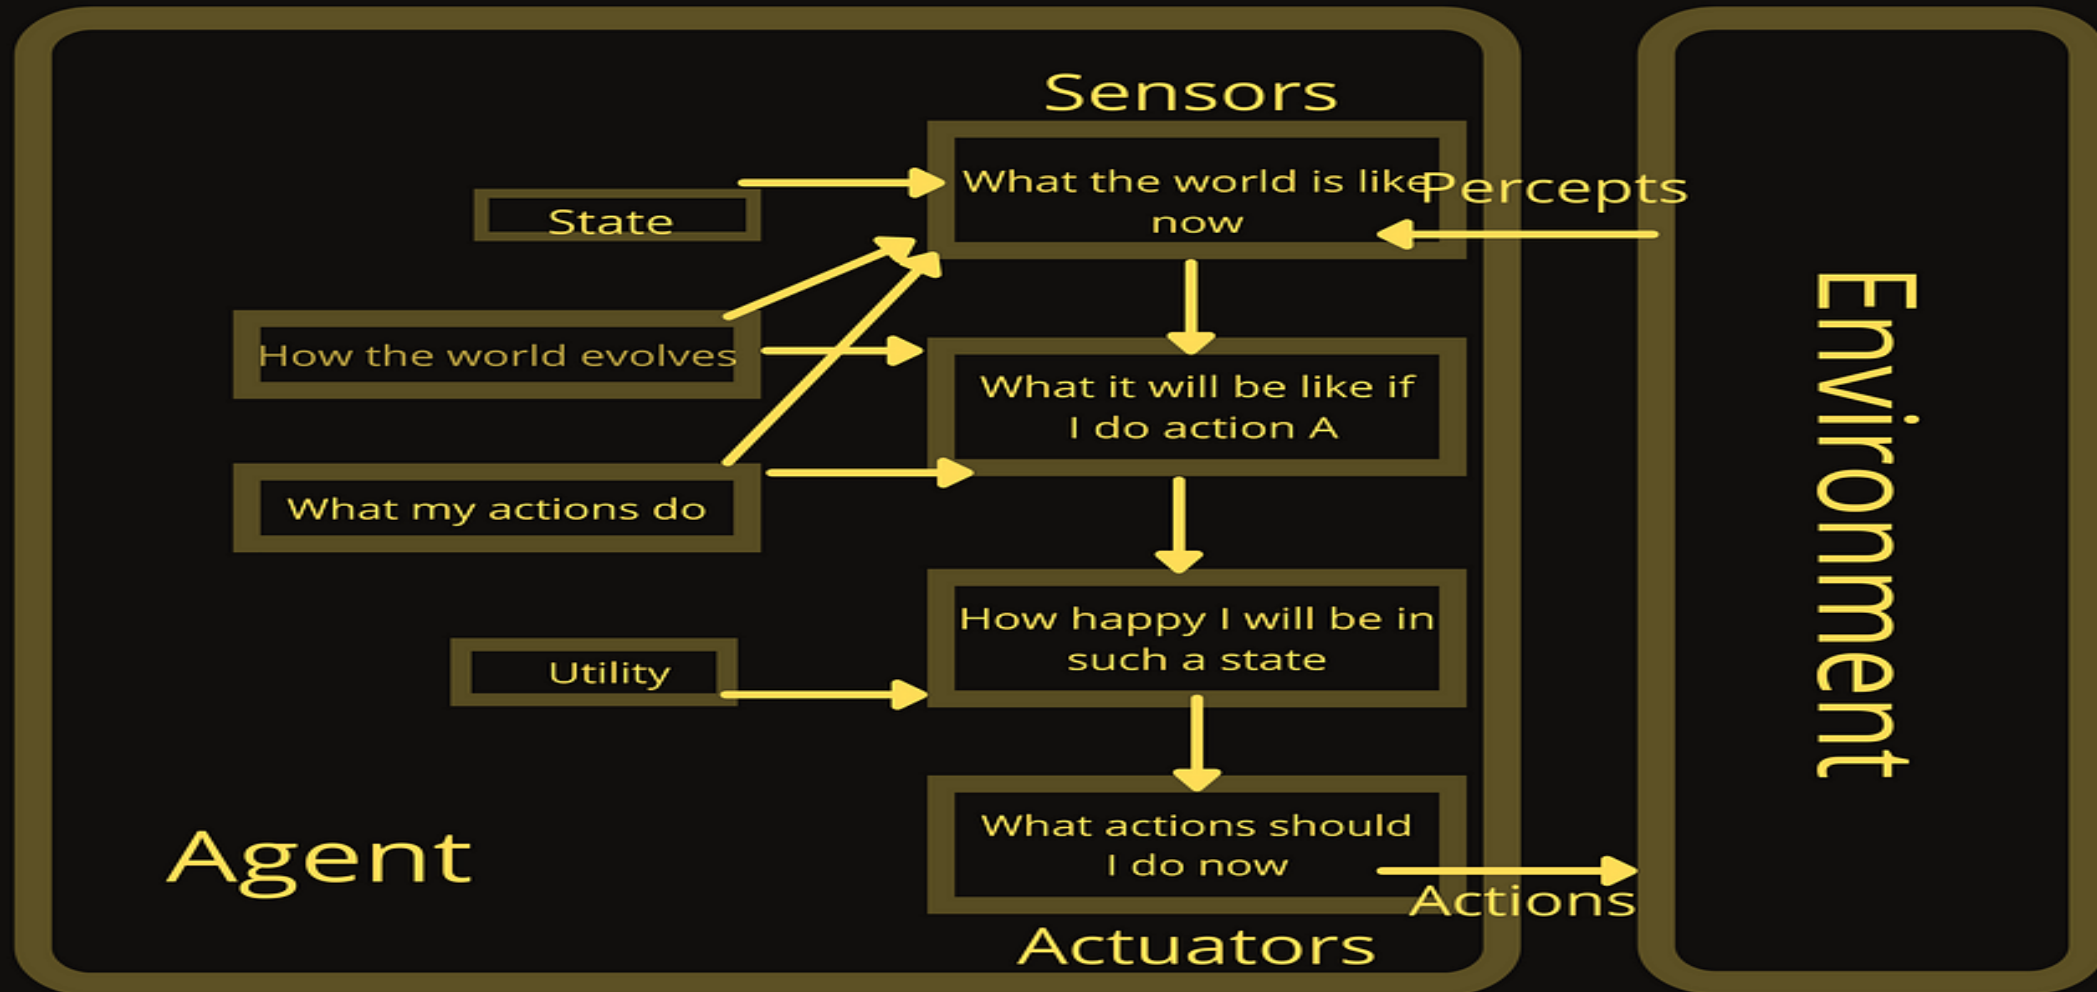 Sensors
What the world is like
now
Percepts
State
How the world evolves
What it will be like if
I do action A
What my actions do
How happy I will be in
such a state
Utility
What actions should
I do now
Actions
Agent
Actuators
Environment